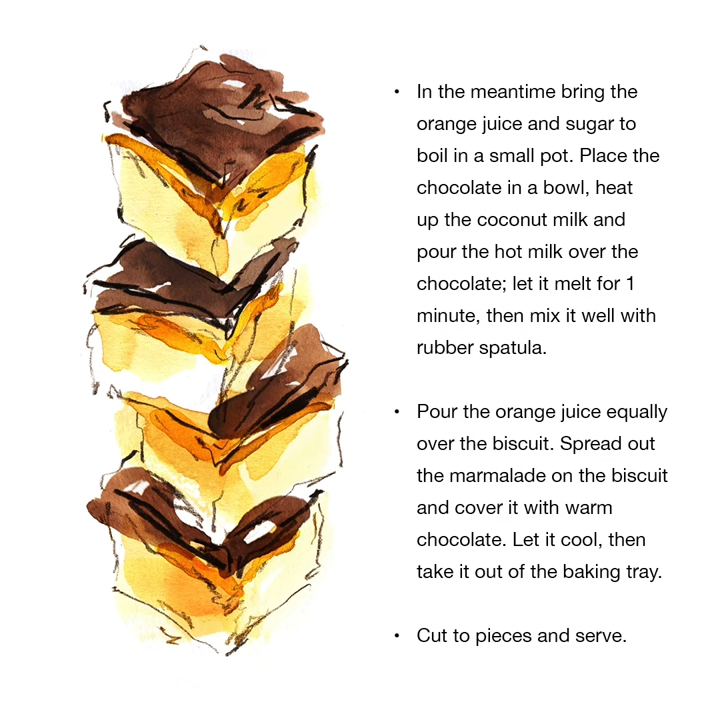 • In the meantime bring the
orange juice and sugar to
boil in a small pot. Place the
chocolate in a bowl, heat
up the coconut milk and
pour the hot milk over the
chocolate; let it melt for 1
minute, then mix it well with
rubber spatula.
• Pour the orange juice equally
over the biscuit. Spread out
the marmalade on the biscuit
and cover it with warm
chocolate. Let it cool, then
take it out of the baking tray.
• Cut to pieces and serve.